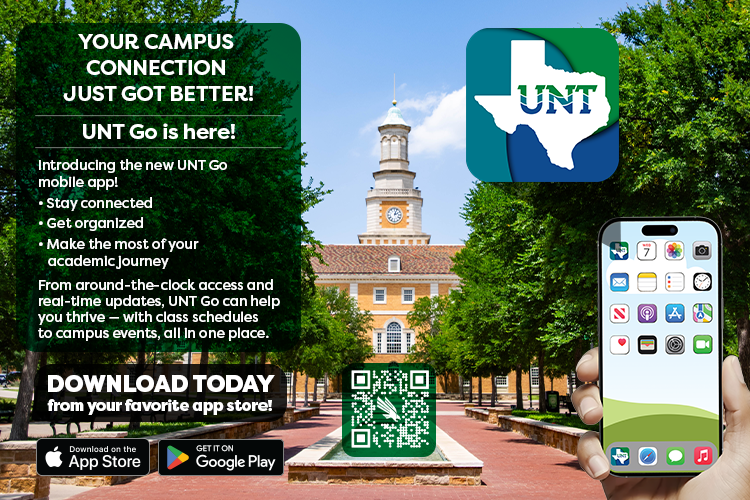 YOUR CAMPUS
CONNECTION
JUST GOT BETTER!
UNT Go is here!
Introducing the new UNT Go
mobile app!
• Stay connected
• Get organized
• Make the most of your
academic journey
From around-the-clock access and
real-time updates, UNT Go can help
you thrive — with class schedules
to campus events, all in one place.
DOWNLOAD TODAY
from your favorite app store!
Download on the
App Store
GET IT ON
Google Play
UNT
UNT
7
UNT